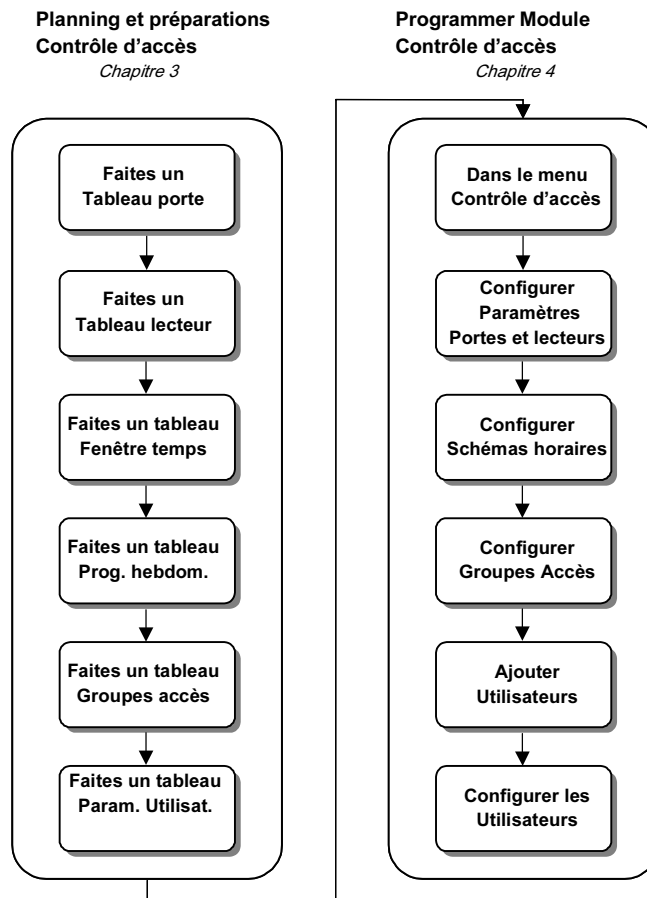 Planning et préparations
Contrôle d'accès
Chapitre 3
Faites un
Tableau porte
Faites un
Tableau lecteur
Faites un tableau
Fenêtre temps
Faites un tableau
Prog. hebdom.
Faites un tableau
Groupes accès
Faites un tableau
Param. Utilisat.
Programmer Module
Contrôle d'accès
Chapitre 4
Dans le menu
Contrôle d'accès
Configurer
Paramètres
Portes et lecteurs
Configurer
Schémas horaires
Configurer
Groupes Accès
Ajouter
Utilisateurs
Configurer les
Utilisateurs